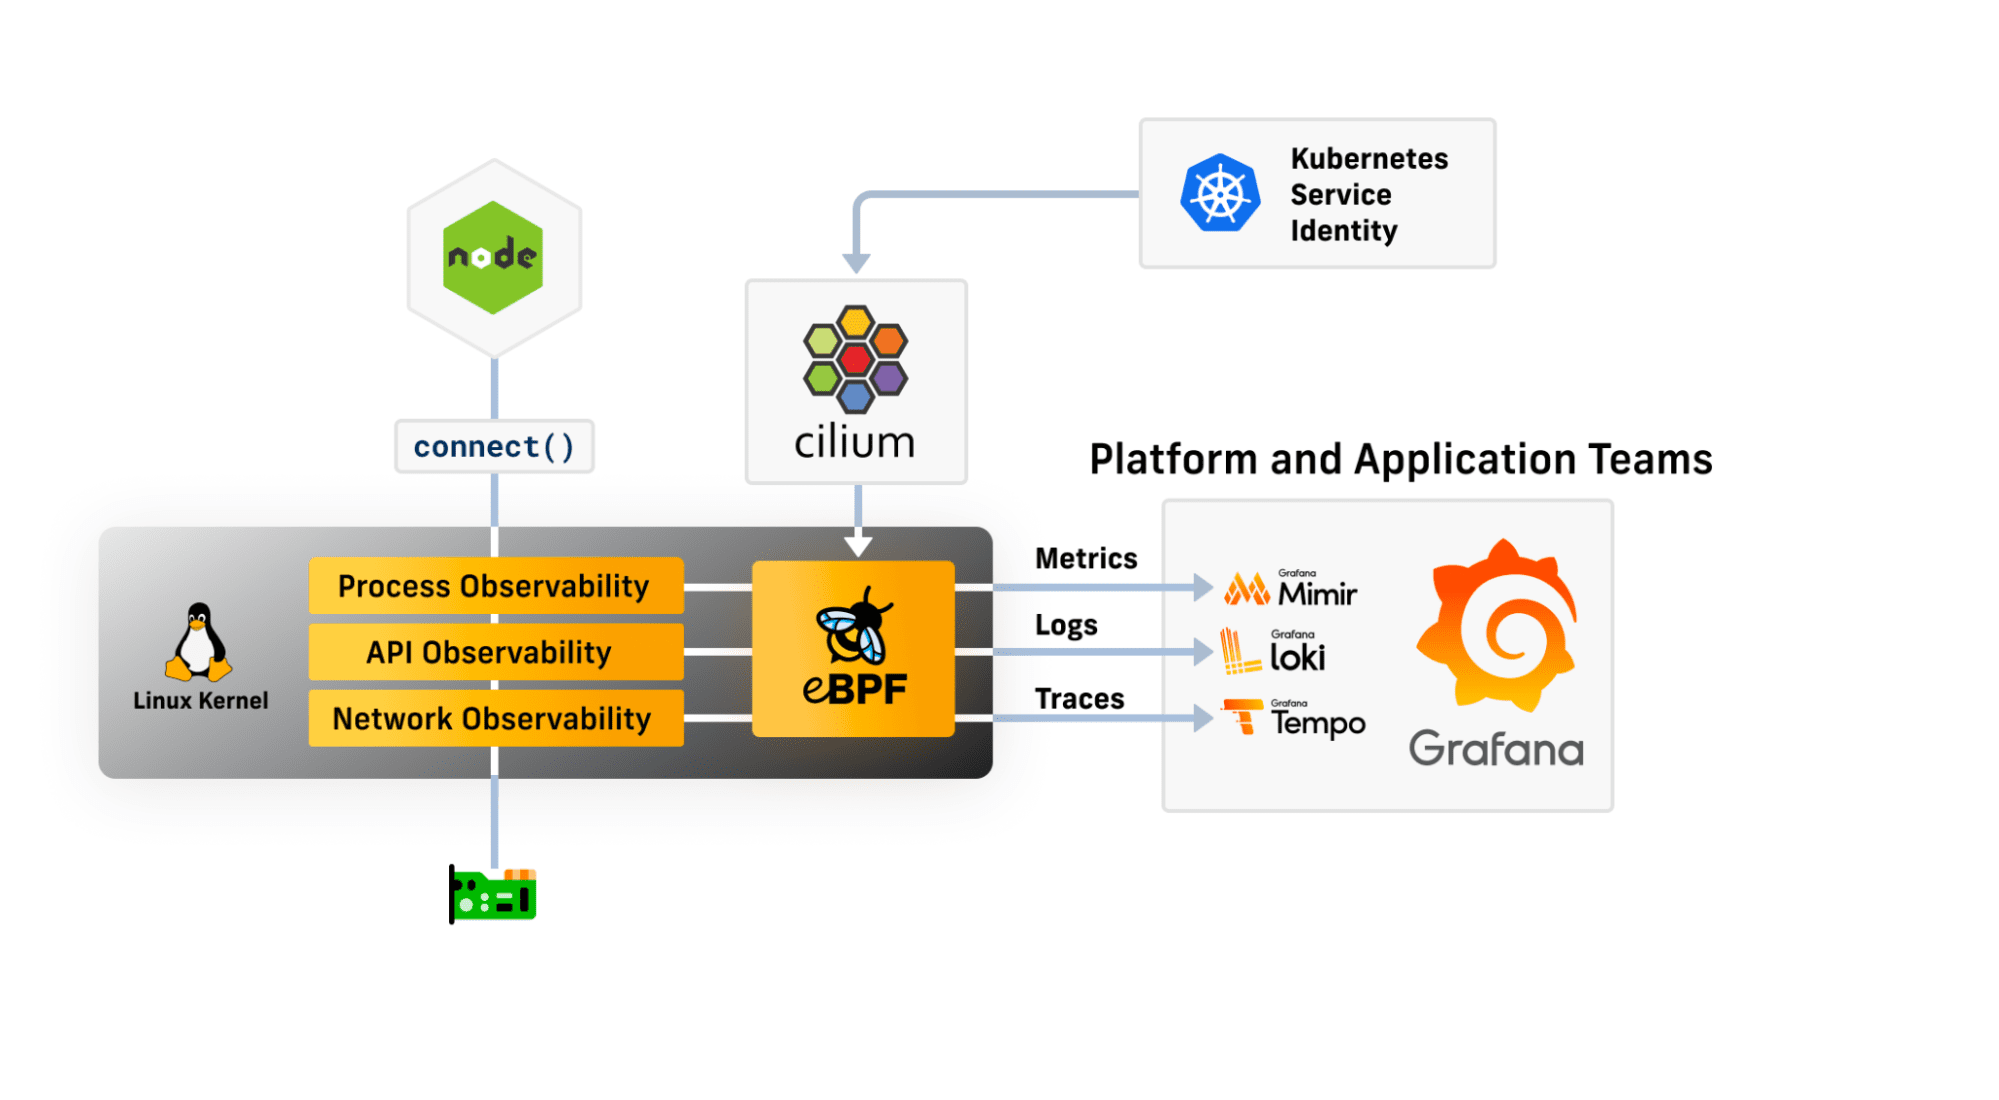 Kubernetes
Service
Identity
node
connect()
cilium
Platform and Application Teams
Linux Kernel
Process Observability
API Observability
Network Observability
eBPF
Metrics
Logs
Traces
Grafana
Mimir
Grafana
loki
Grafana
Tempo
Grafana